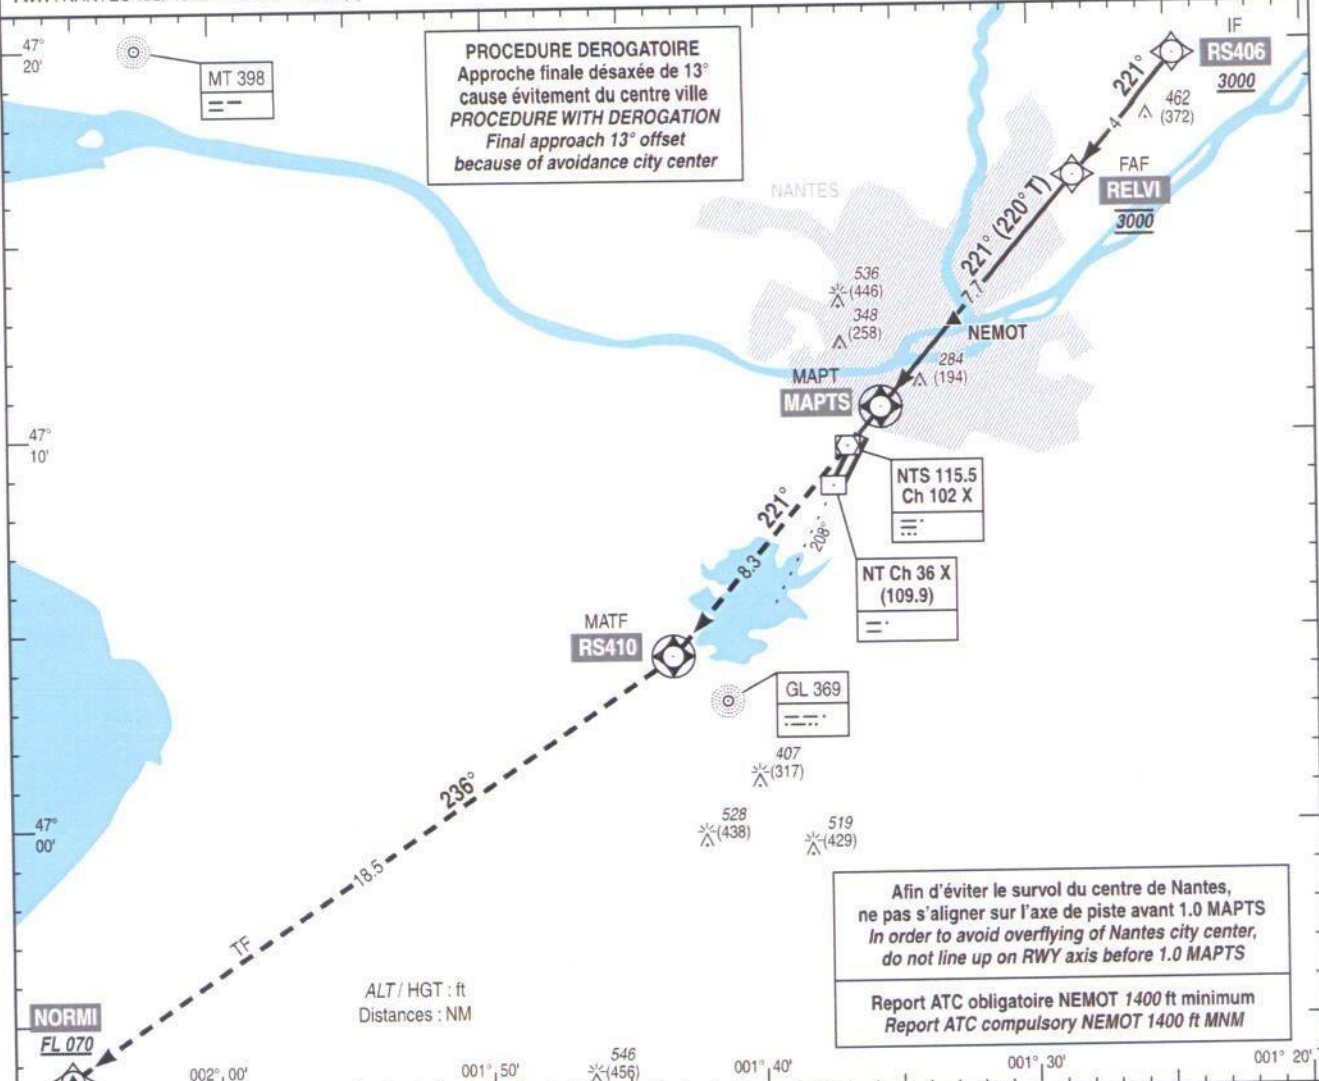 47°
20'
MT 398
PROCEDURE DEROGATOIRE
Approche finale désaxée de 13°
cause évitement du centre ville
PROCEDURE WITH DEROGATION
Final approach 13° offset
because of avoidance city center
IF
RS406
3000
221°
4
462
(372)
FAF
RELVI
3000
NANTES
221° (220° T)
7.7
536
(446)
348
(258)
NEMOT
284
(194)
MAPT
MAPTS
47°
10'
NTS 115.5
Ch 102 X
221°
208°
8.3
NT Ch 36 X
(109.9)
MATF
RS410
GL 369
407
(317)
528
(438)
519
(429)
47°
00'
236°
18.5
TF
Afin d'éviter le survol du centre de Nantes,
ne pas s'aligner sur l'axe de piste avant 1.0 MAPTS
In order to avoid overflying of Nantes city center,
do not line up on RWY axis before 1.0 MAPTS
Report ATC obligatoire NEMOT 1400 ft minimum
Report ATC compulsory NEMOT 1400 ft MNM
ALT / HGT : ft
Distances : NM
NORMI
FL 070
546
(456)
002° 00'
001° 50'
001° 40'
001° 30'
001° 20'